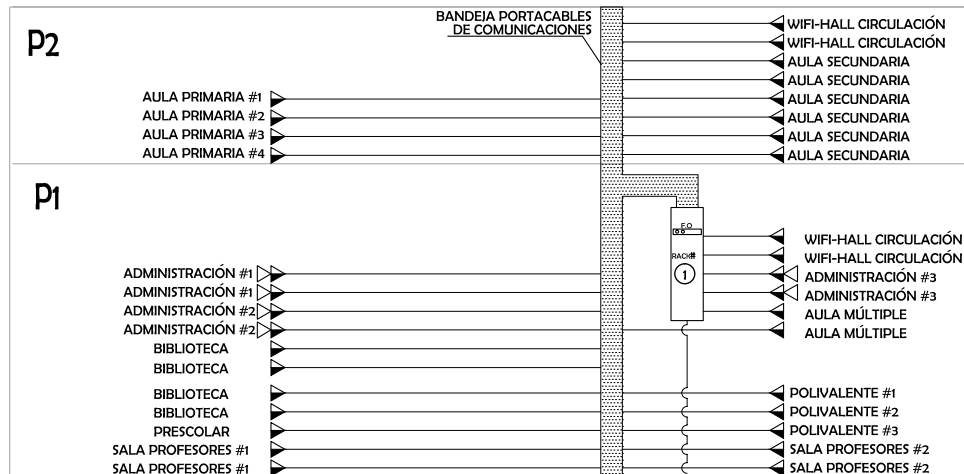 P2
BANDEJA PORTACABLES
DE COMUNICACIONES
WIFI-HALL CIRCULACIÓN
WIFI-HALL CIRCULACIÓN
AULA SECUNDARIA
AULA SECUNDARIA
AULA PRIMARIA #1
AULA SECUNDARIA
AULA PRIMARIA #2
AULA SECUNDARIA
AULA PRIMARIA #3
AULA SECUNDARIA
AULA PRIMARIA #4
AULA SECUNDARIA
P1
F.O
RACK#
1
WIFI-HALL CIRCULACIÓN
WIFI-HALL CIRCULACIÓN
ADMINISTRACIÓN #1
ADMINISTRACIÓN #3
ADMINISTRACIÓN #1
ADMINISTRACIÓN #3
ADMINISTRACIÓN #2
AULA MÚLTIPLE
ADMINISTRACIÓN #2
AULA MÚLTIPLE
BIBLIOTECA
BIBLIOTECA
BIBLIOTECA
POLIVALENTE #1
BIBLIOTECA
POLIVALENTE #2
PRESCOLAR
POLIVALENTE #3
SALA PROFESORES #1
SALA PROFESORES #2
SALA PROFESORES #1
SALA PROFESORES #2